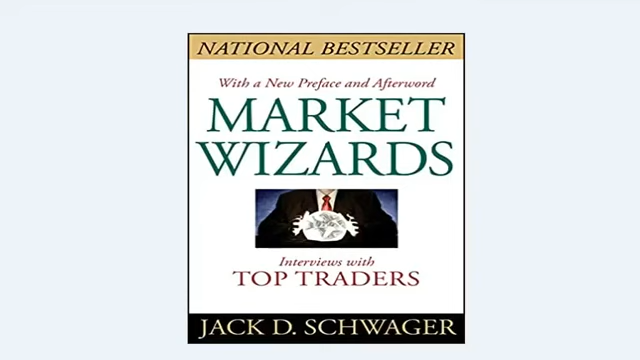 NATIONAL BESTSELLER
With a New Preface and Afterword
MARKET
WIZARDS
Interviews with
TOP TRADERS
JACK D. SCHWAGER